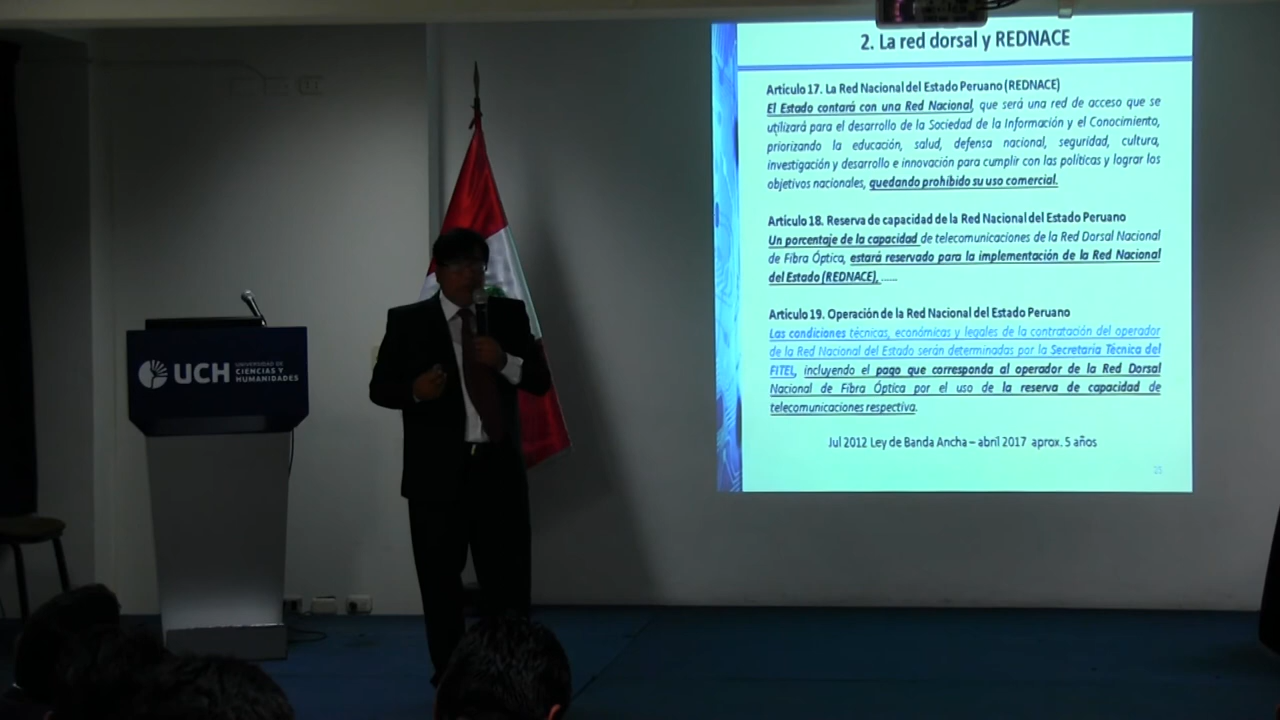 2. La red dorsal y REDNACE
Articulo 17. La Red Nacional del Estado Peruano (REDNACE)
El Estado contará con una Red Nacional, que será una red de acceso que se
utilizará para el desarrollo de la Sociedad de la Información y el Conocimiento,
priorizando la educación, salud, defensa nacional, seguridad, cultura,
investigación y desarrollo e innovación para cumplir con las políticas y lograr los
objetivos nacionales, quedando prohibido su uso comercial.
Artículo 18. Reserva de capacidad de la Red Nacional del Estado Peruano
Un porcentaje de la capacidad de telecomunicaciones de la Red Dorsal Nacional
de Fibra Óptica, estará reservado para la implementación de la Red Nacional
del Estado (REDNACE), ......
Artículo 19. Operación de la Red Nacional del Estado Peruano
Las condiciones técnicas, económicas y legales de la contratación del operador
de la Red Nacional del Estado serán determinadas por la Secretaría Técnica del
FITEL, incluyendo el pago que corresponda al operador de la Red Dorsal
Nacional de Fibra Óptica por el uso de la reserva de capacidad de
telecomunicaciones respectiva.
Jul 2012 Ley de Banda Ancha – abril 2017 aprox. 5 años
UCH
UNIVERSIDAD DE
CIENCIAS Y
HUMANIDADES